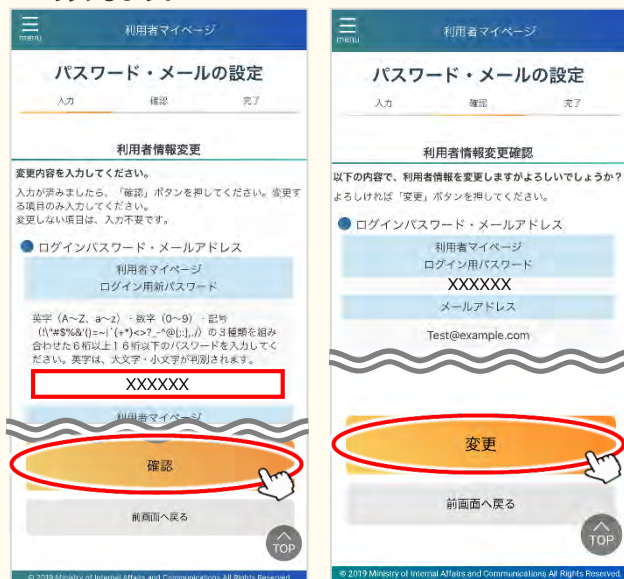 menu
利用者マイページ
パスワード・メールの設定
入力 確認 完了
利用者情報変更
変更内容を入力してください。
入力が済みましたら、「確認」ボタンを押してください。変更す
る項目のみ入力してください。
変更しない項目は、入力不要です。
ログインパスワード・メールアドレス
利用者マイページ
ログイン用新パスワード
英字（A~Z、a~z）・数字（0~9）・記号
の３種類を組み
合わせた６桁以上１６桁以下のパスワードを入力してく
ださい。英字は、大文字・小文字が判別されます。
XXXXXX
利用者マイページ
確認
前画面へ戻る
TOP
© 2019 Ministry of Internal Affairs and Communications All Rights Reserved.
menu
利用者マイページ
パスワード・メールの設定
入力 確認 完了
利用者情報変更確認
以下の内容で、利用者情報を変更しますがよろしいでしょうか？
よろしければ「変更」ボタンを押してください。
ログインパスワード・メールアドレス
利用者マイページ
ログイン用パスワード
XXXXXX
メールアドレス
Test@example.com
変更
前画面へ戻る
TOP
© 2019 Ministry of Internal Affairs and Communications All Rights Reserved.